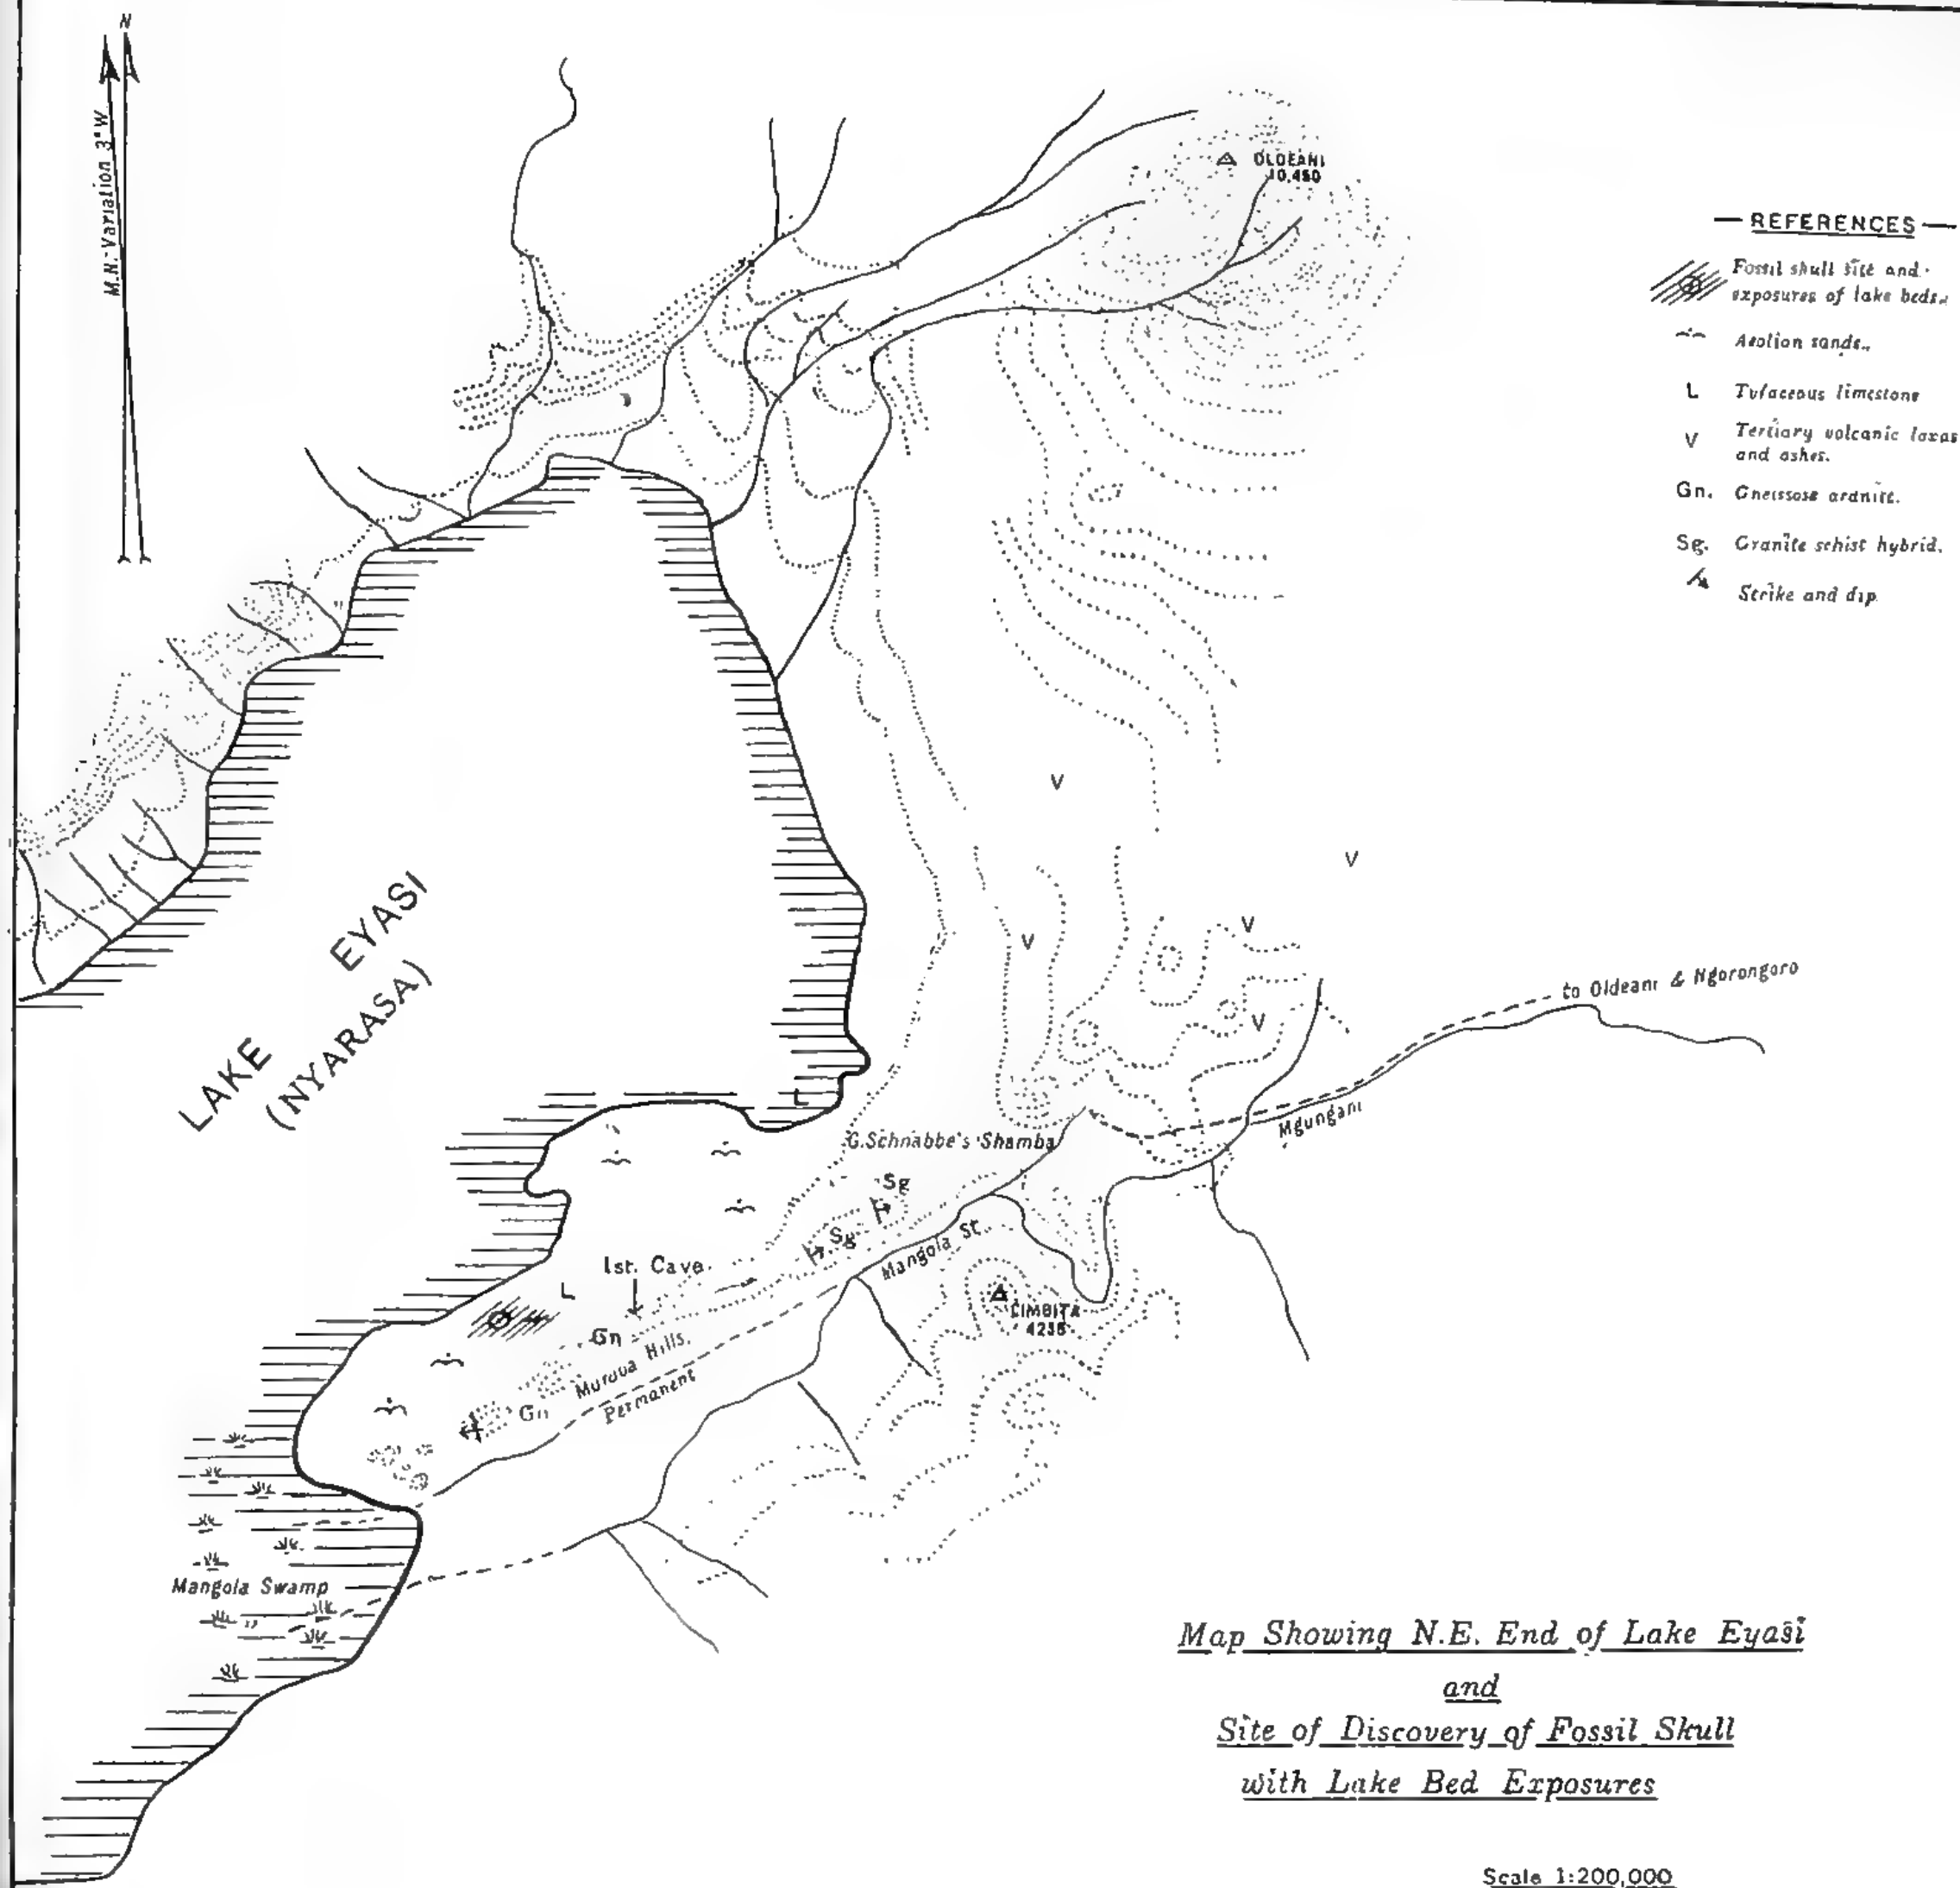 N
M.N. Variation 3°W
OLDEANI
10,450
— REFERENCES —
Fossil skull site and
exposures of lake beds.
Aeolian sands.
L Tufaceous limestone
V Tertiary volcanic lavas
and ashes.
Gn. Gneissose granite.
Sg. Granite schist hybrid.
Strike and dip
V
V
V
V
V
LAKE EYASI
(NYARASA)
to Oldeani & Ngorongoro
Mgungani
L
G.Schnabbe's Shamba
Sg
Sg
Mangola St.
1st. Cave.
L
Gn
Murua Hills.
Permanent
Gn
4236
Mangola Swamp
Map Showing N.E. End of Lake Eyasi
and
Site of Discovery of Fossil Skull
with Lake Bed Exposures
Scale 1:200,000